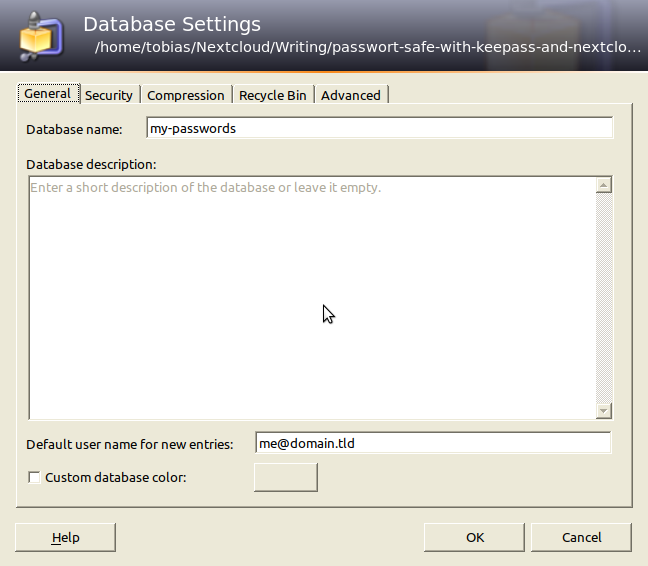 Database Settings
/home/tobias/Nextcloud/Writing/passwort-safe-with-keepass-and-nextclo...
General Security Compression Recycle Bin Advanced
Database name: my-passwords
Database description:
Enter a short description of the database or leave it empty.
Default user name for new entries: me@domain.tld
Custom database color:
Help OK Cancel